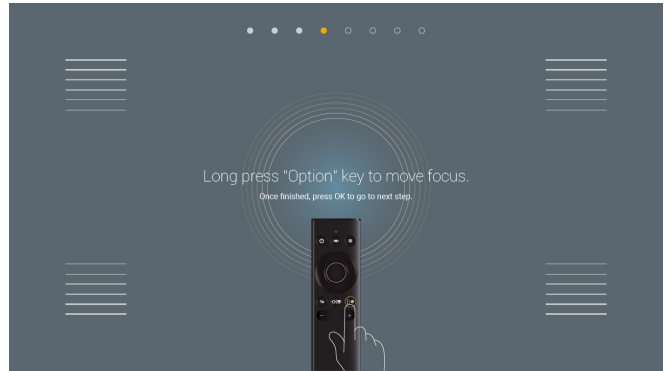 Long press "Option" key to move focus.
Once finished, press OK to go to next step.